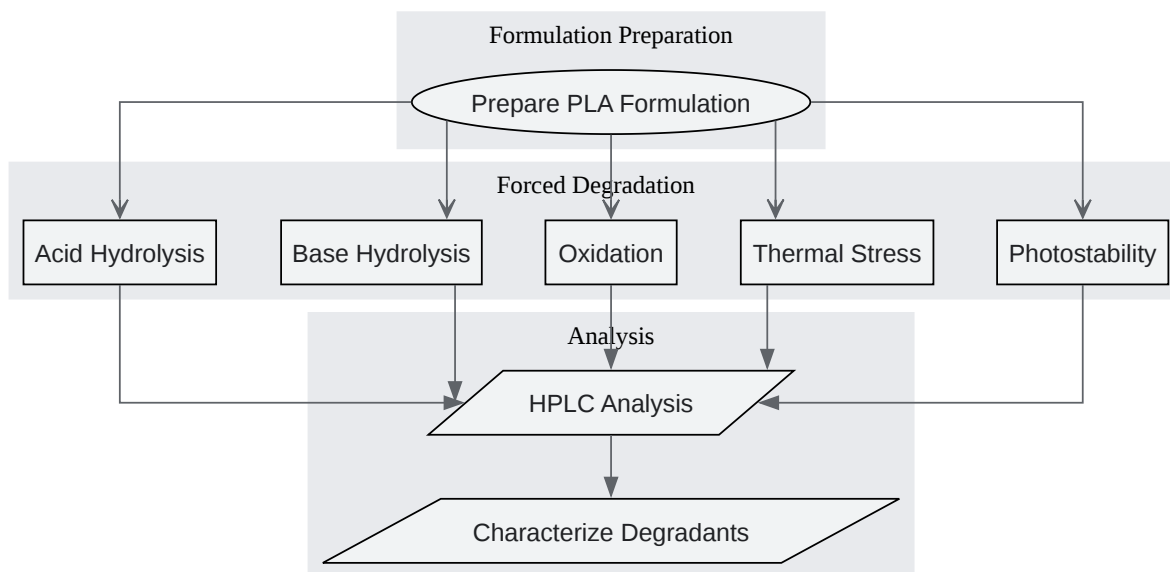 Formulation Preparation
Prepare PLA Formulation
Forced Degradation
Acid Hydrolysis
Base Hydrolysis
Oxidation
Thermal Stress
Photostability
Analysis
HPLC Analysis
Characterize Degradants